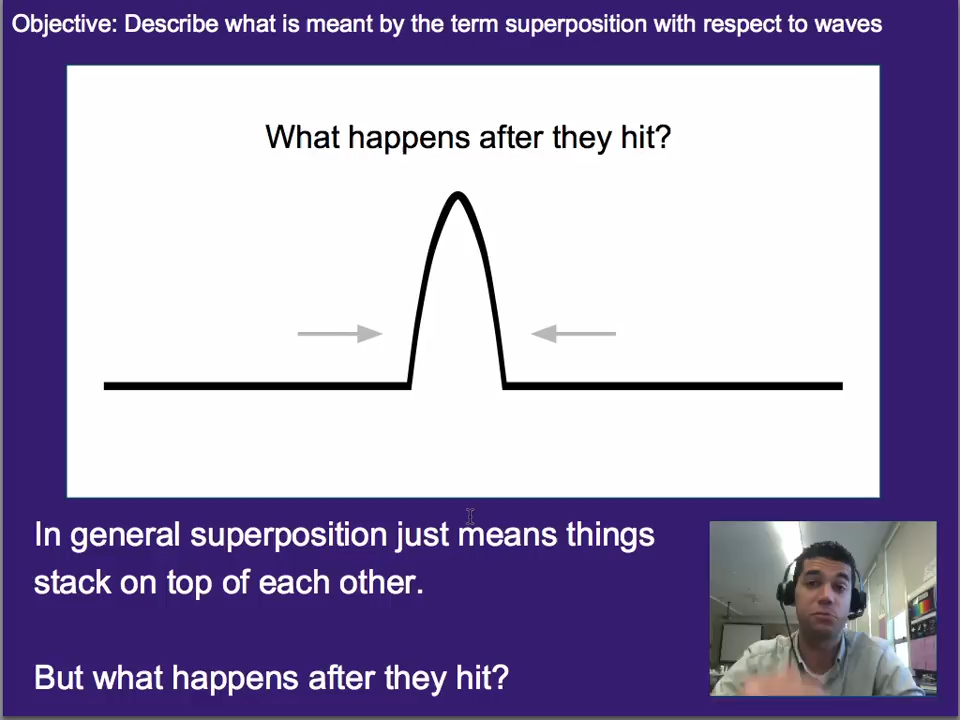 Objective: Describe what is meant by the term superposition with respect to waves
What happens after they hit?
In general superposition just means things
stack on top of each other.
But what happens after they hit?